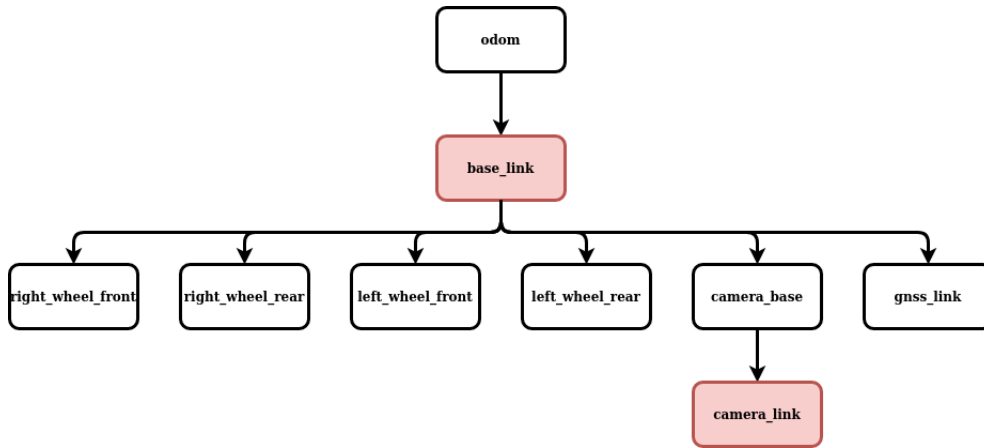 odom
base_link
right_wheel_front
right_wheel_rear
left_wheel_front
left_wheel_rear
camera_base
gnss_link
camera_link